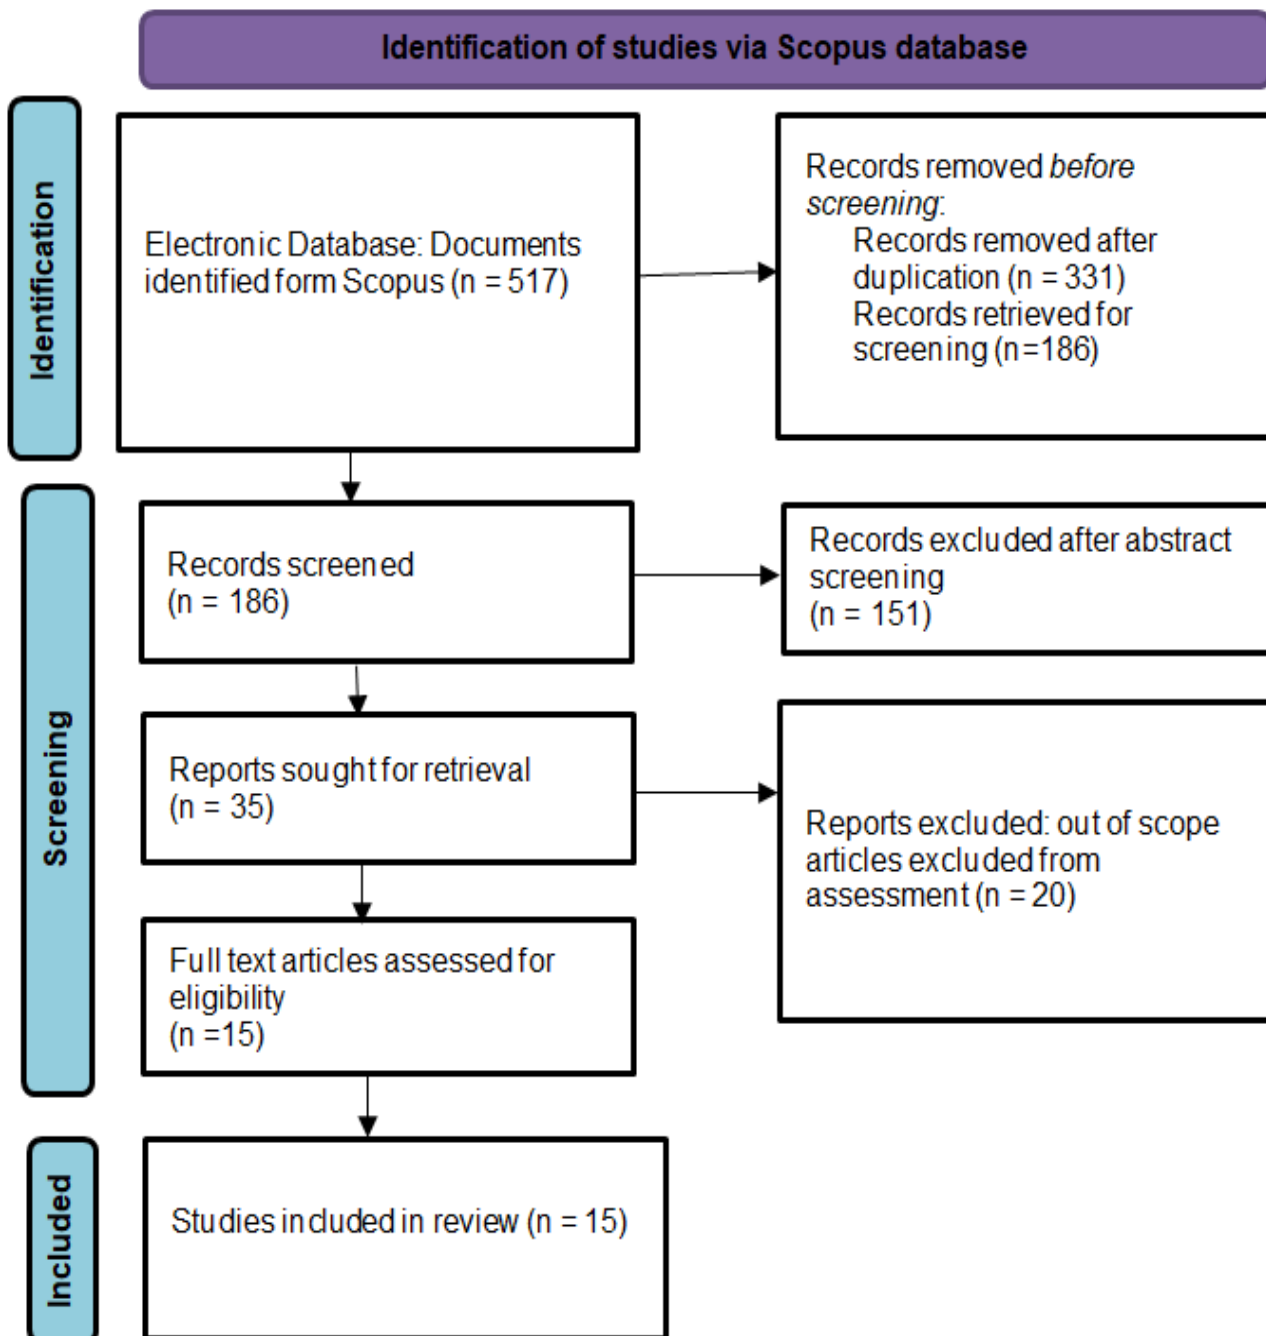 Identification of studies via Scopus database
Identification
Electronic Database: Documents
identified form Scopus (n = 517)
Records removed before
screening:
Records removed after
duplication (n = 331)
Records retrieved for
screening (n=186)
Screening
Records screened
(n = 186)
Records excluded after abstract
screening
(n = 151)
Reports sought for retrieval
(n = 35)
Reports excluded: out of scope
articles excluded from
assessment (n = 20)
Full text articles assessed for
eligibility
(n =15)
Included
Studies included in review (n = 15)